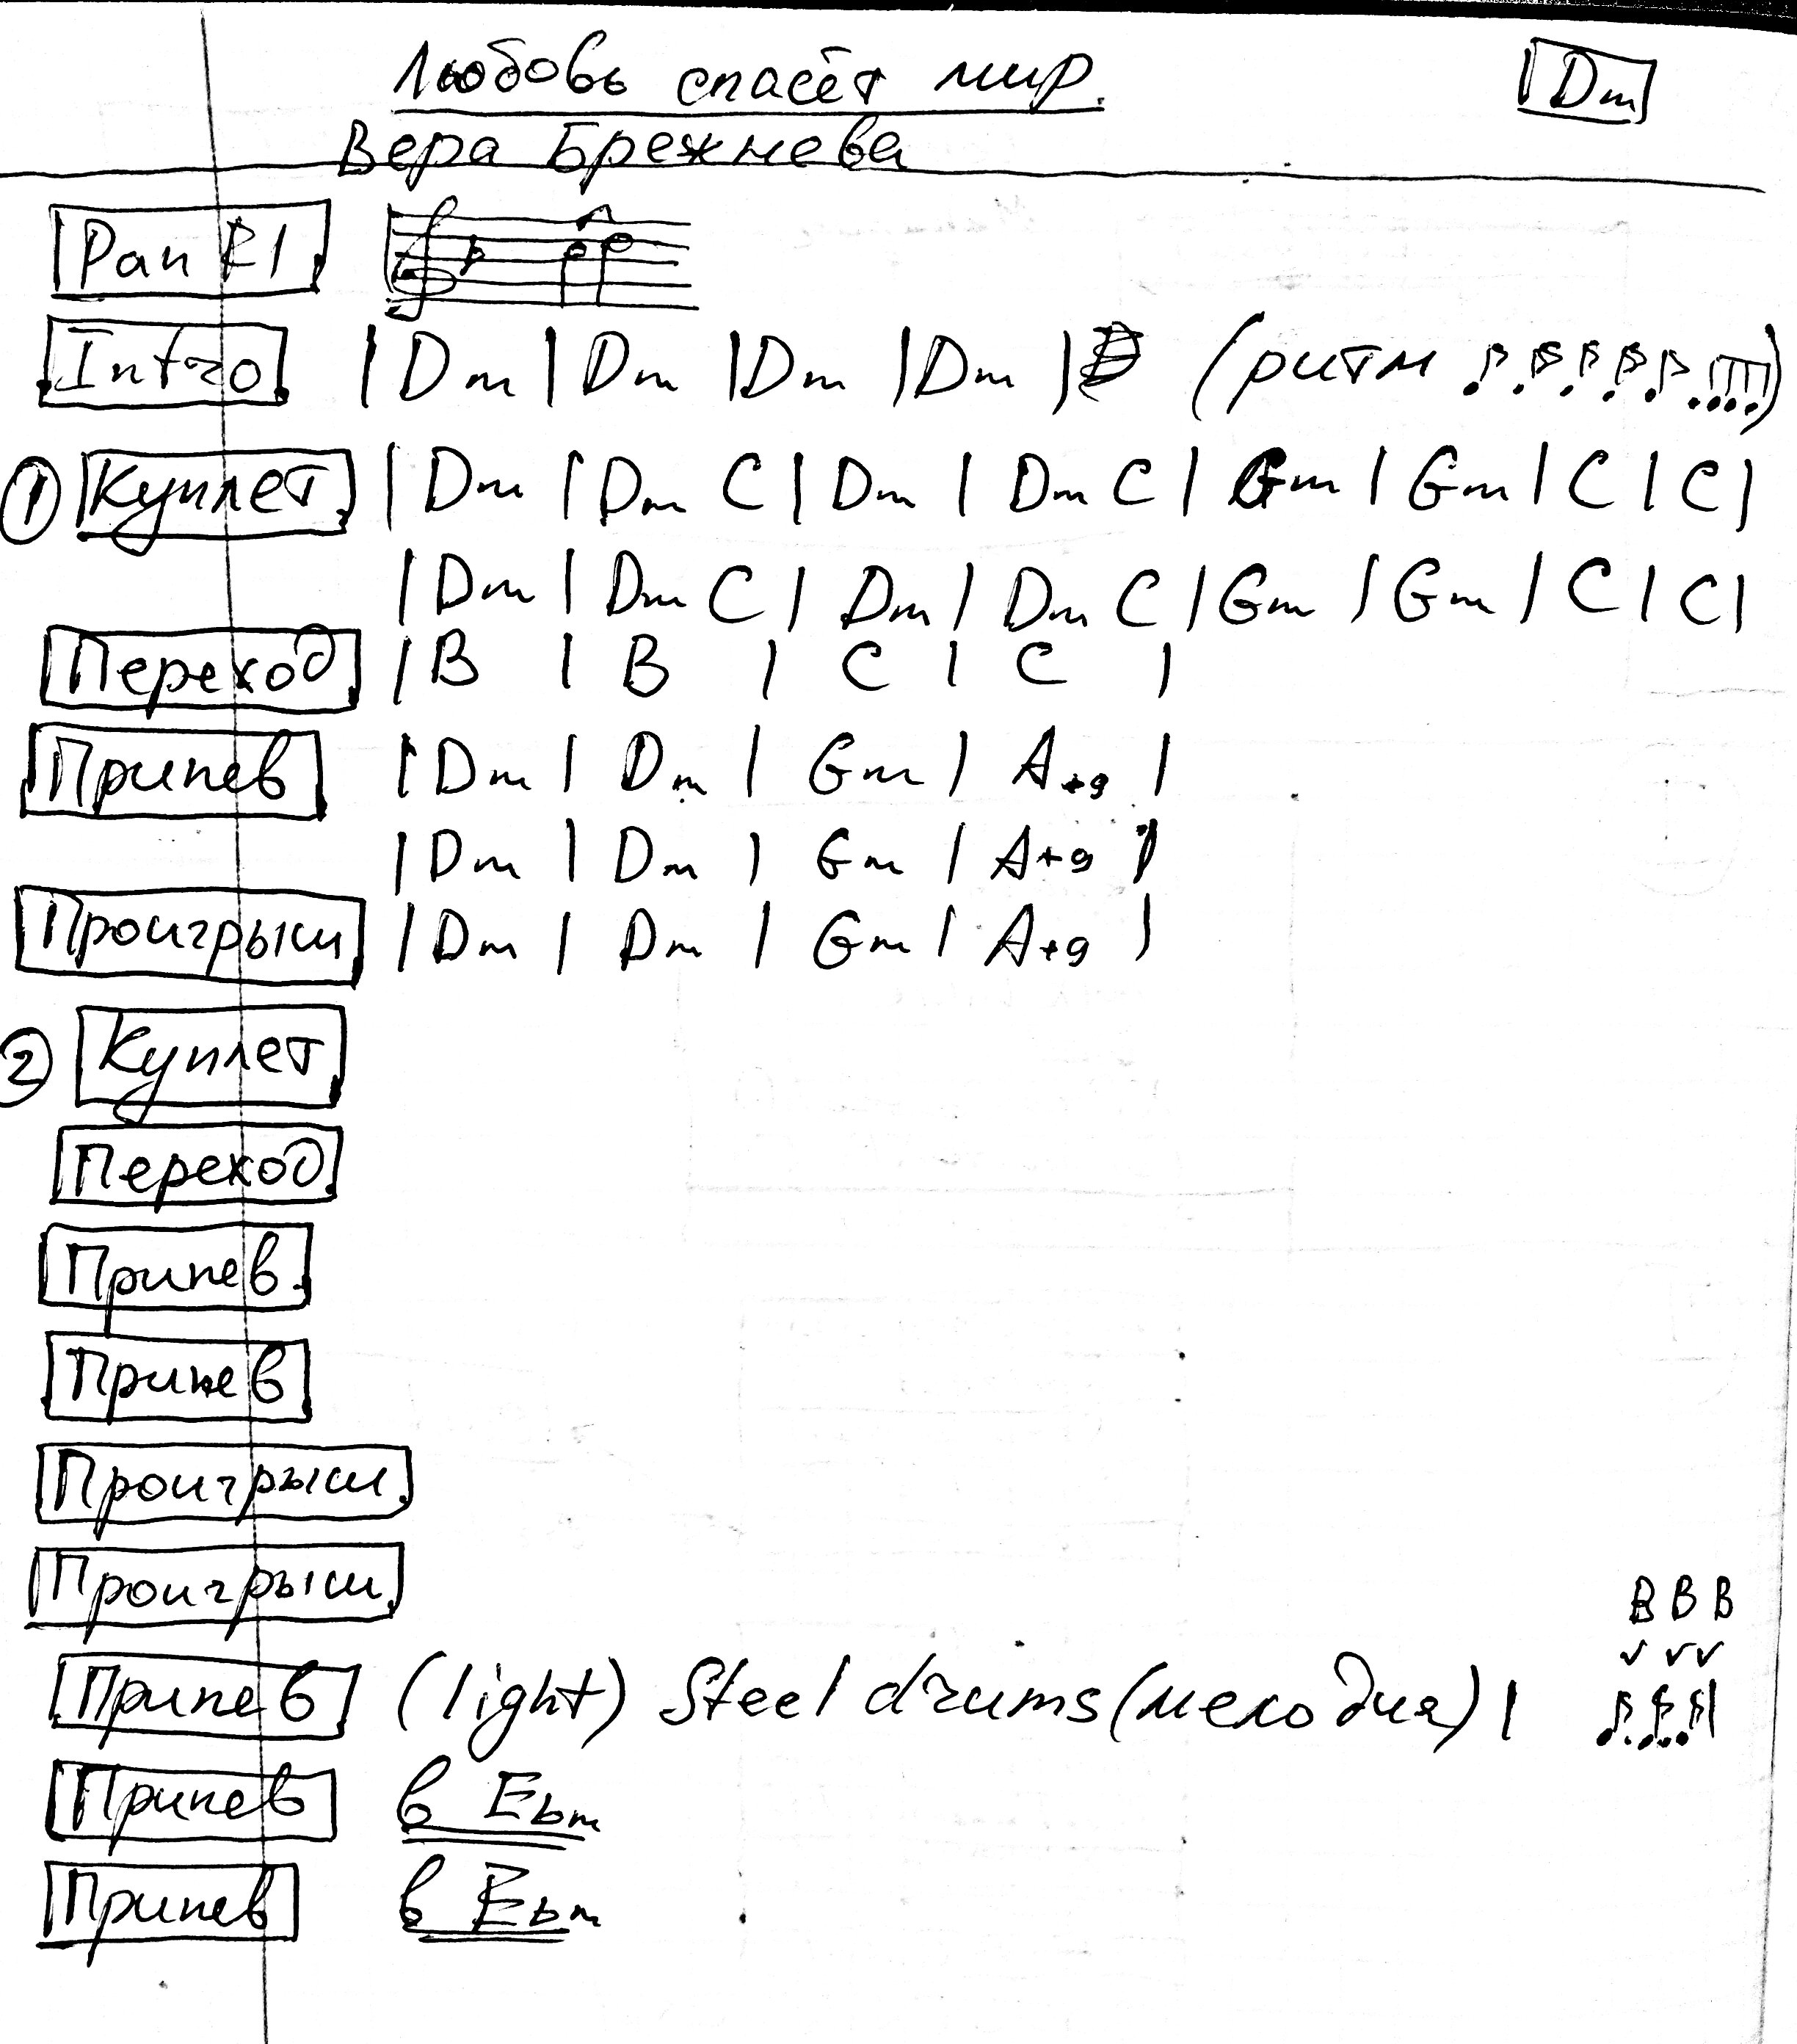 Любовь спасёт мир.
Dm
Вера Брежнева
Рап R1
Intro | Dm | Dm | Dm | Dm | (ритм )
1 Куплет | Dm | Dm C | Dm | Dm C | Gm | Gm | C | C |
| Dm | Dm C | Dm | Dm C | Gm | Gm | C | C |
Переход | B | B | C | C |
Припев | Dm | Dm | Gm | A+9 |
| Dm | Dm | Gm | A+9 |
Проигрыш | Dm | Dm | Gm | A+9 |
2 Куплет
Переход
Припев
Припев
Проигрыш
Проигрыш
B B B
Припев (light) Steel drums (мелодия) |
Припев в Ebm
Припев в Ebm